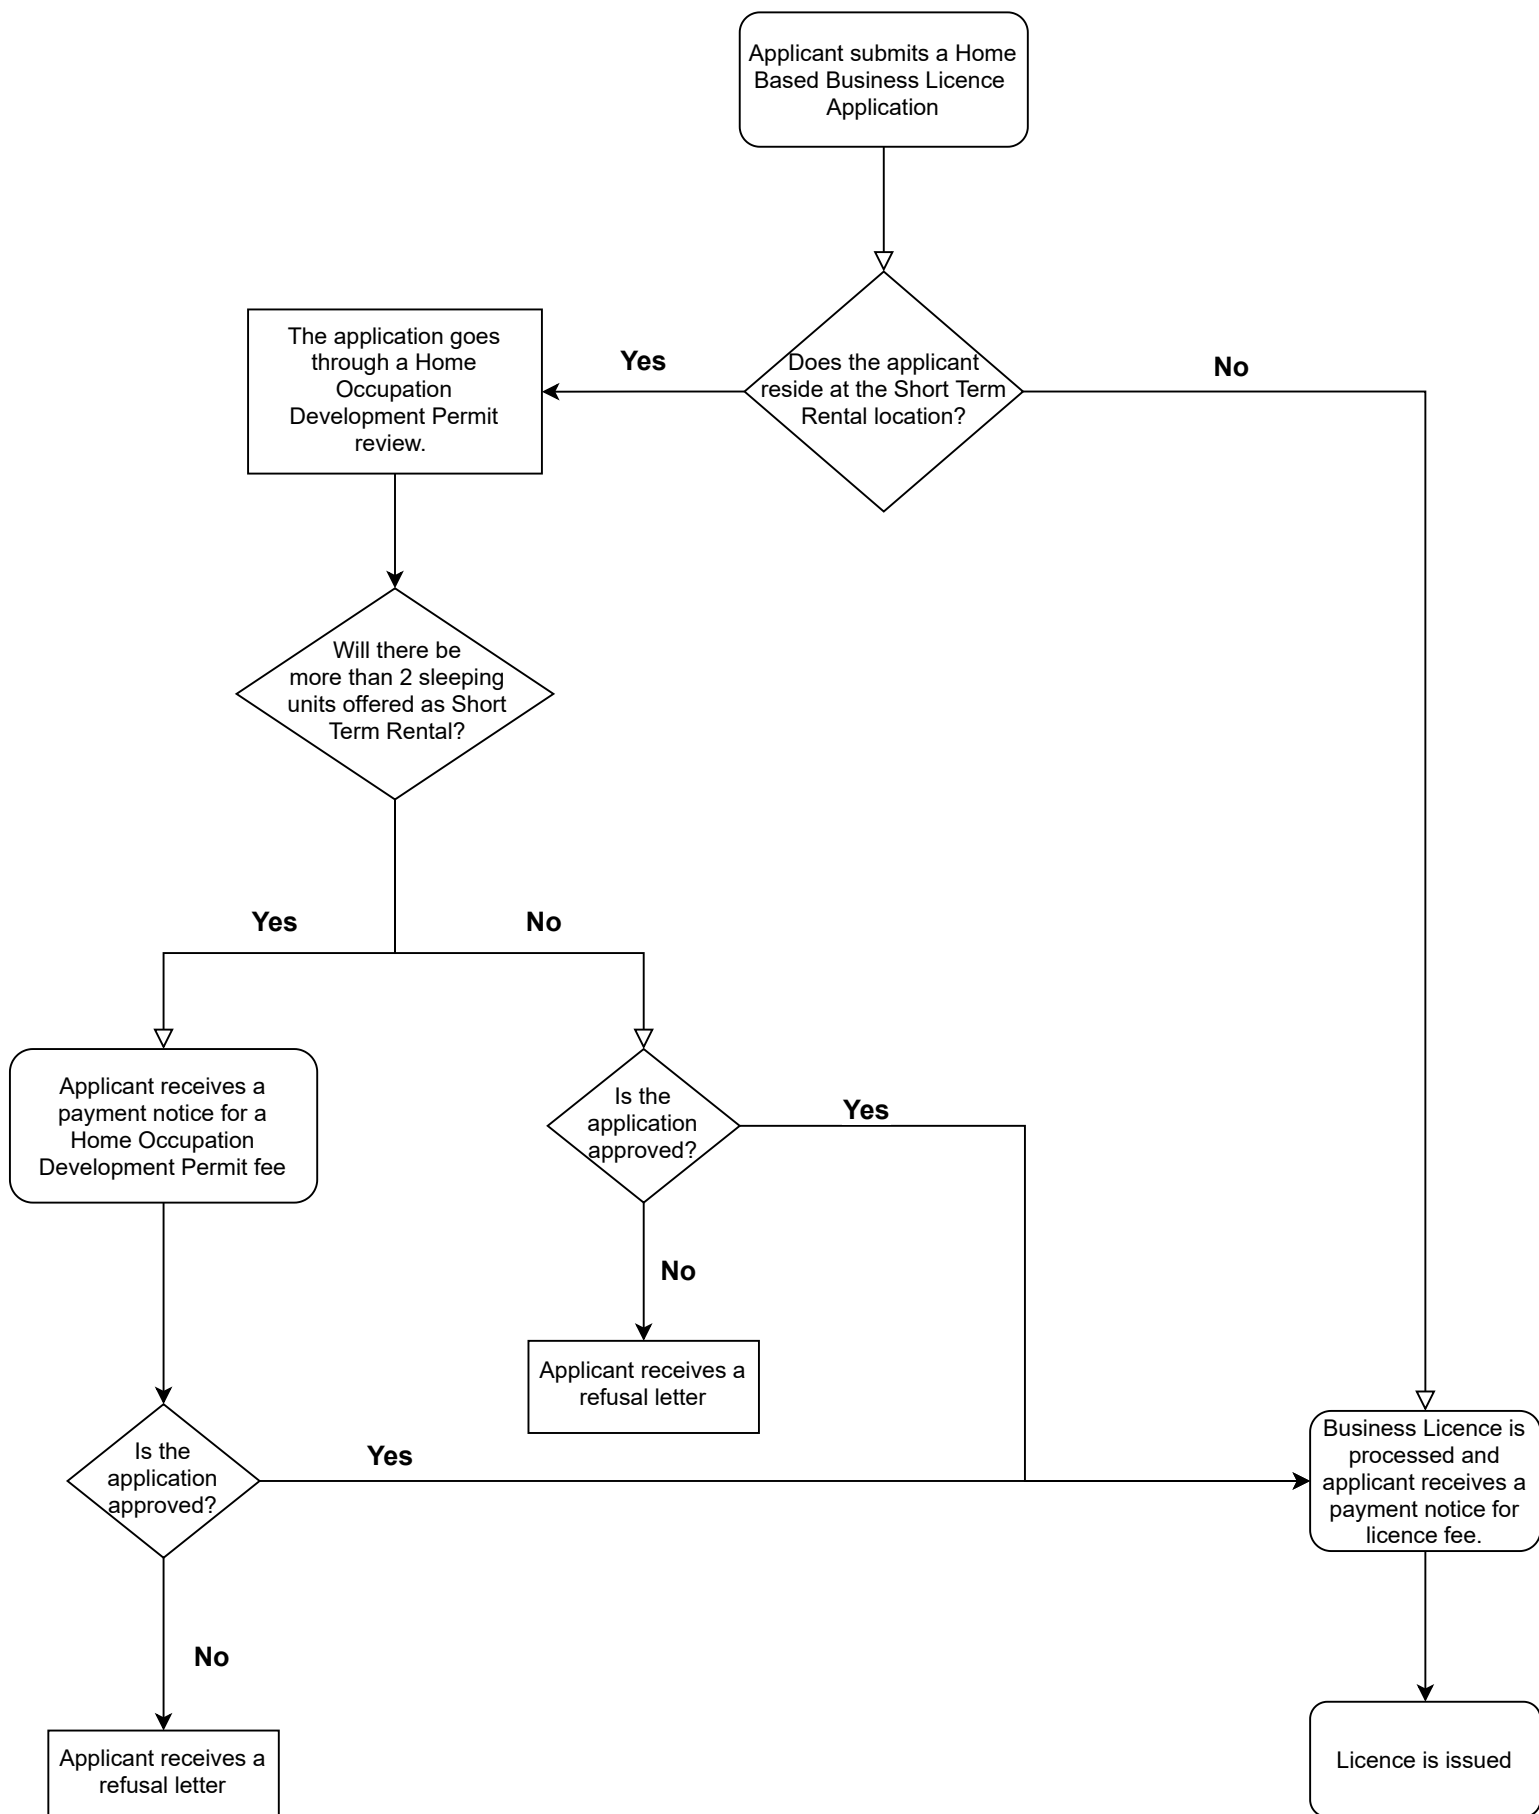 Applicant submits a Home
Based Business Licence
Application
Does the applicant
reside at the Short Term
Rental location?
Yes
No
The application goes
through a Home
Occupation
Development Permit
review.
Will there be
more than 2 sleeping
units offered as Short
Term Rental?
Yes
No
Applicant receives a
payment notice for a
Home Occupation
Development Permit fee
Is the
application
approved?
Yes
No
Applicant receives a
refusal letter
Is the
application
approved?
Yes
No
Applicant receives a
refusal letter
Business Licence is
processed and
applicant receives a
payment notice for
licence fee.
Licence is issued